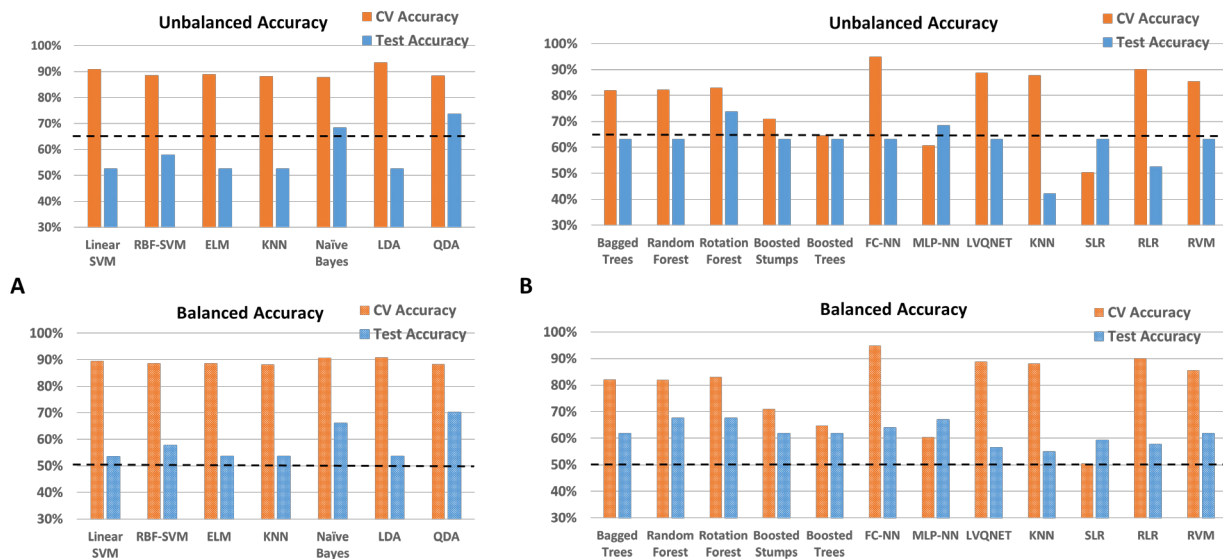 Unbalanced Accuracy
CV Accuracy
Test Accuracy
100%
90%
80%
70%
60%
50%
40%
30%
Linear SVM
RBF-SVM
ELM
KNN
Naïve Bayes
LDA
QDA
A
Balanced Accuracy
CV Accuracy
Test Accuracy
100%
90%
80%
70%
60%
50%
40%
30%
Linear SVM
RBF-SVM
ELM
KNN
Naïve Bayes
LDA
QDA
Unbalanced Accuracy
CV Accuracy
Test Accuracy
100%
90%
80%
70%
60%
50%
40%
30%
Bagged Trees
Random Forest
Rotation Forest
Boosted Stumps
Boosted Trees
FC-NN
MLP-NN
LVQNET
KNN
SLR
RLR
RVM
B
Balanced Accuracy
CV Accuracy
Test Accuracy
100%
90%
80%
70%
60%
50%
40%
30%
Bagged Trees
Random Forest
Rotation Forest
Boosted Stumps
Boosted Trees
FC-NN
MLP-NN
LVQNET
KNN
SLR
RLR
RVM